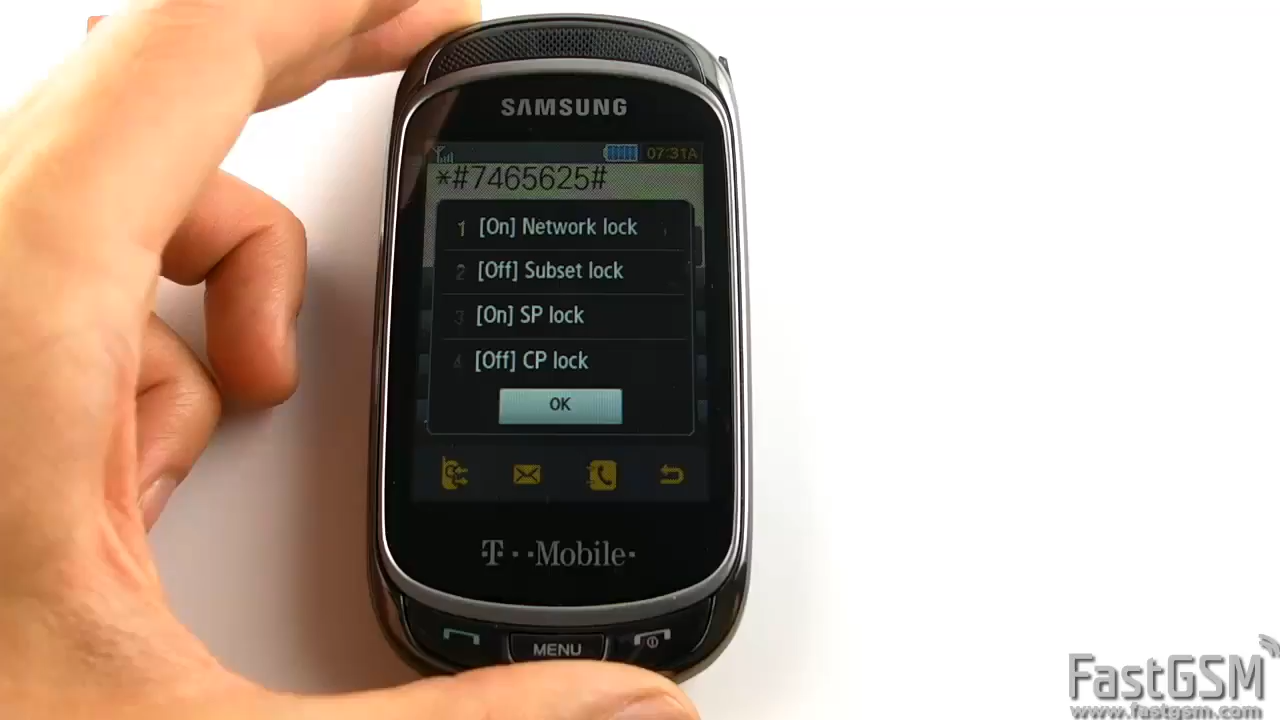 SAMSUNG
07:31A
*#7465625#
1 [On] Network lock
2 [Off] Subset lock
3 [On] SP lock
4 [Off] CP lock
OK
T··Mobile·
MENU
FastGSM
www.fastgsm.com